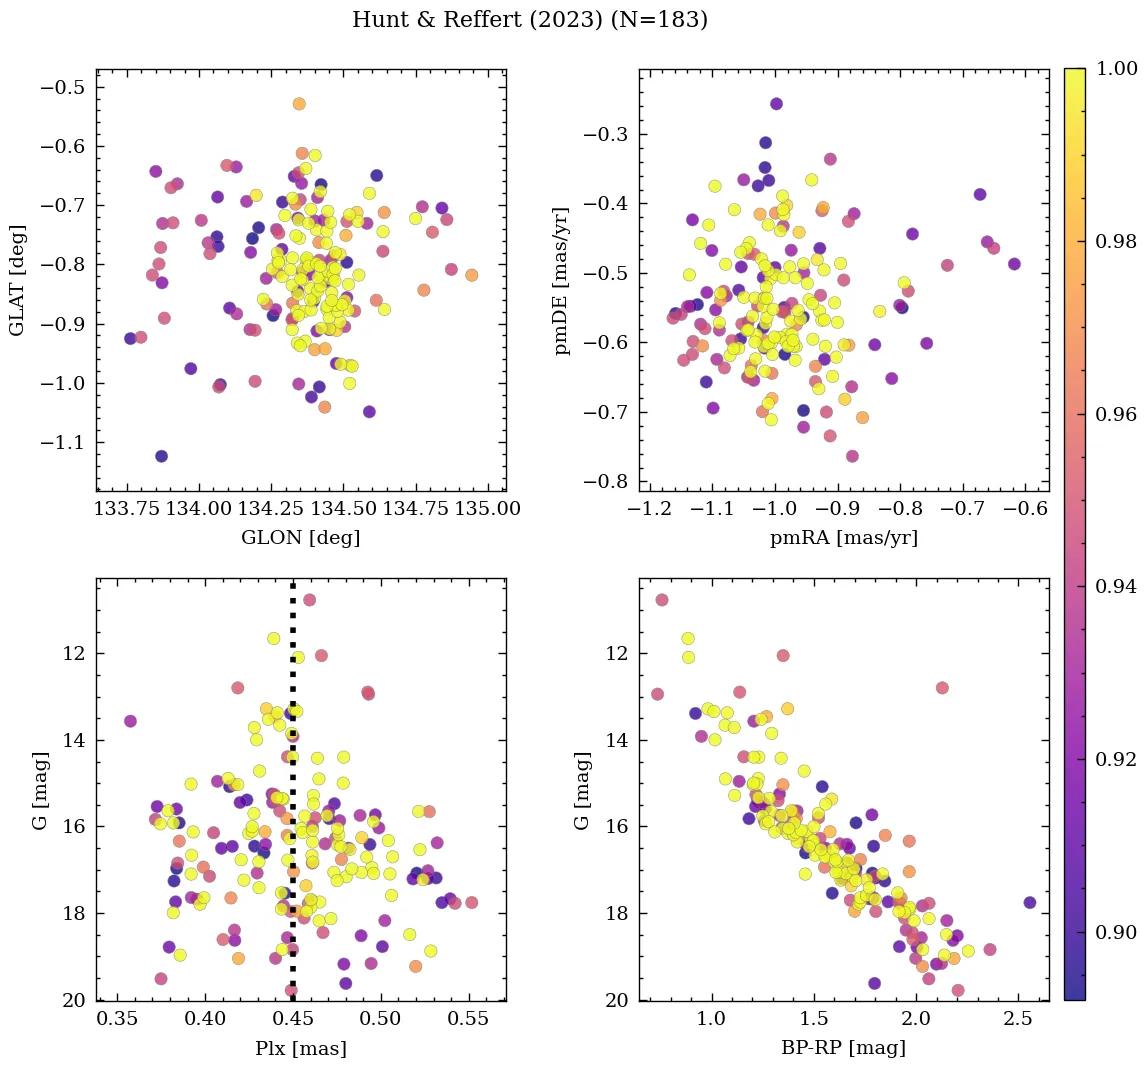 Hunt & Reffert (2023) (N=183)
−0.5
−0.6
−0.7
−0.8
−0.9
−1.0
−1.1
GLAT [deg]
133.75 134.00 134.25 134.50 134.75 135.00
GLON [deg]
−0.3
−0.4
−0.5
−0.6
−0.7
−0.8
pmDE [mas/yr]
−1.2 −1.1 −1.0 −0.9 −0.8 −0.7 −0.6
pmRA [mas/yr]
12
14
16
18
20
G [mag]
0.35 0.40 0.45 0.50 0.55
Plx [mas]
12
14
16
18
20
G [mag]
1.0 1.5 2.0 2.5
BP-RP [mag]
1.00
0.98
0.96
0.94
0.92
0.90